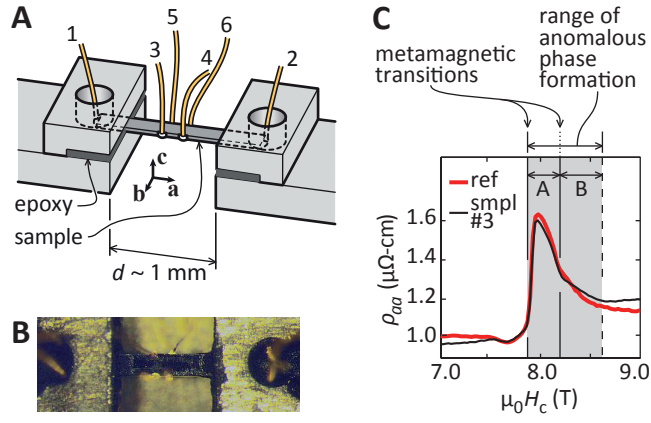 A
1
3
5
4
6
2
c
b
a
epoxy
sample
d ~ 1 mm
B
C
range of
anomalous
phase
formation
metamagnetic
transitions
ref
smpl
#3
A
B
1.6
1.4
1.2
1.0
ρaa (μΩ-cm)
7.0
8.0
9.0
μ0Hc (T)